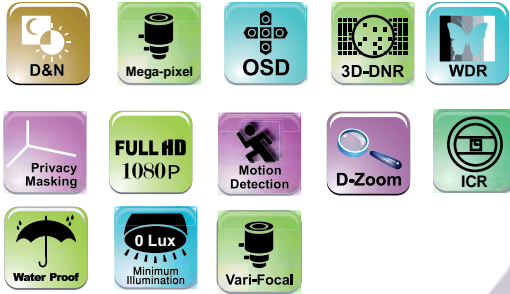 D&N
Mega-pixel
OSD
3D-DNR
WDR
Privacy
Masking
FULL HD
1080P
Motion
Detection
D-Zoom
ICR
Water Proof
0 Lux
Minimum
Illumination
Vari-Focal